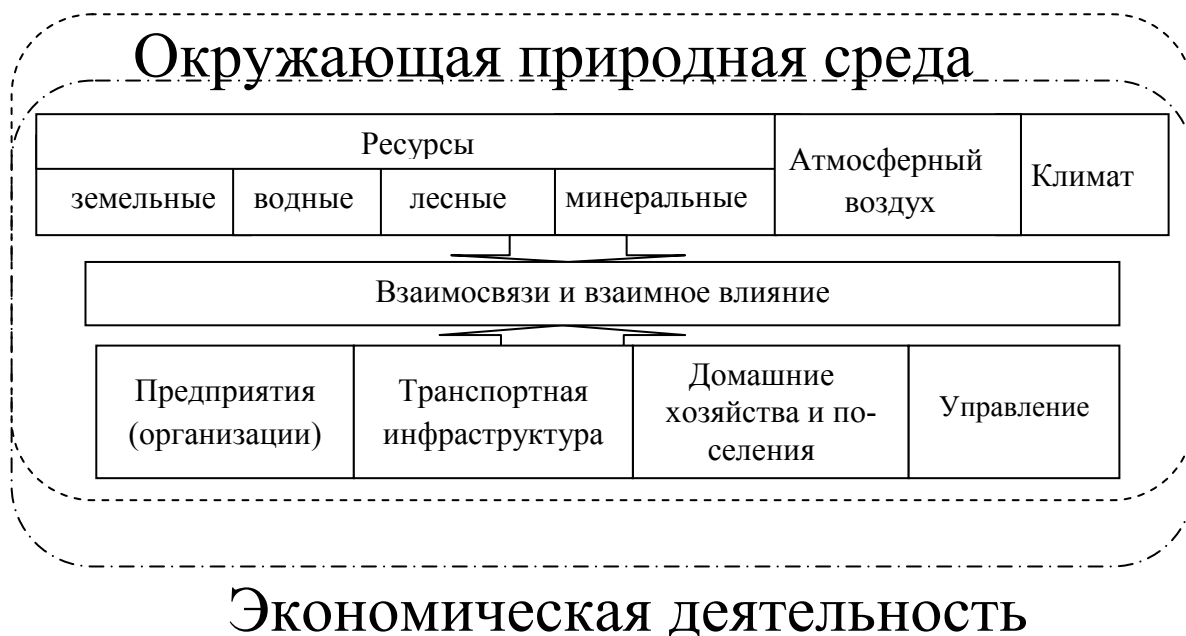 Окружающая природная среда
Ресурсы
земельные
водные
лесные
минеральные
Атмосферный
воздух
Климат
Взаимосвязи и взаимное влияние
Предприятия
(организации)
Транспортная
инфраструктура
Домашние
хозяйства и по-
селения
Управление
Экономическая деятельность